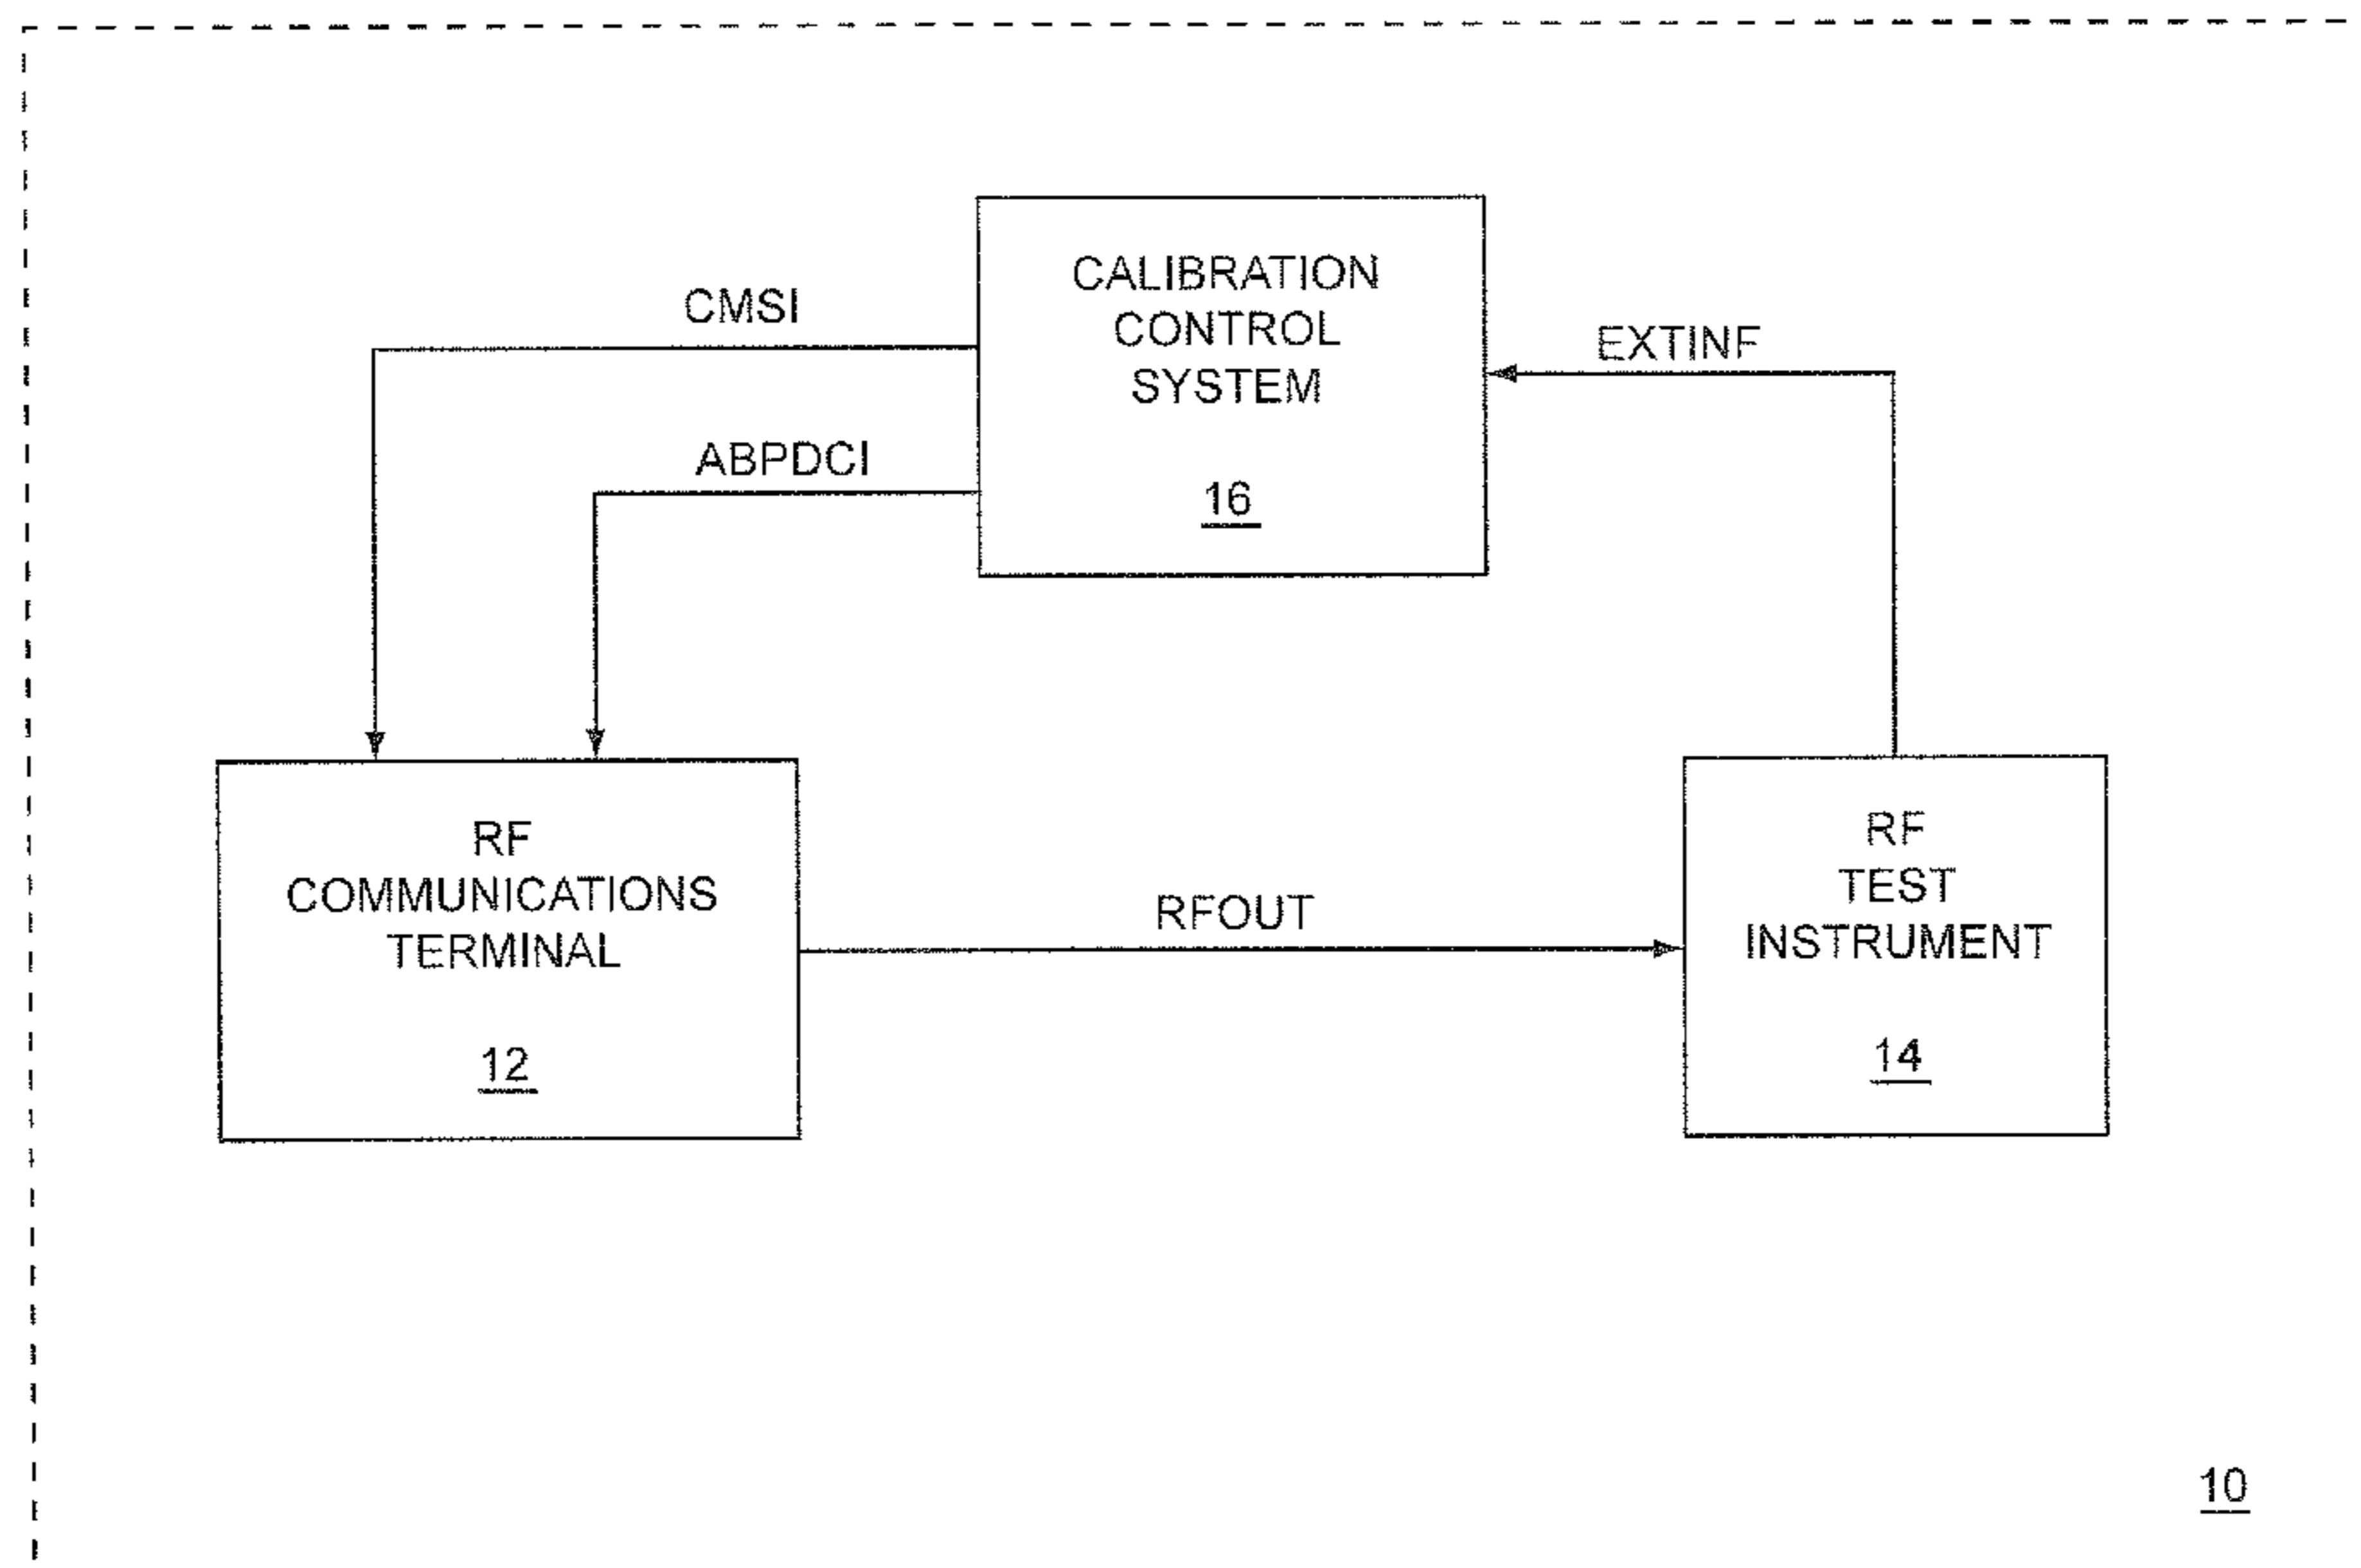 CALIBRATION
CONTROL
SYSTEM
16
CMSI
ABPDCI
EXTINF
RF
COMMUNICATIONS
TERMINAL
12
RFOUT
RF
TEST
INSTRUMENT
14
10